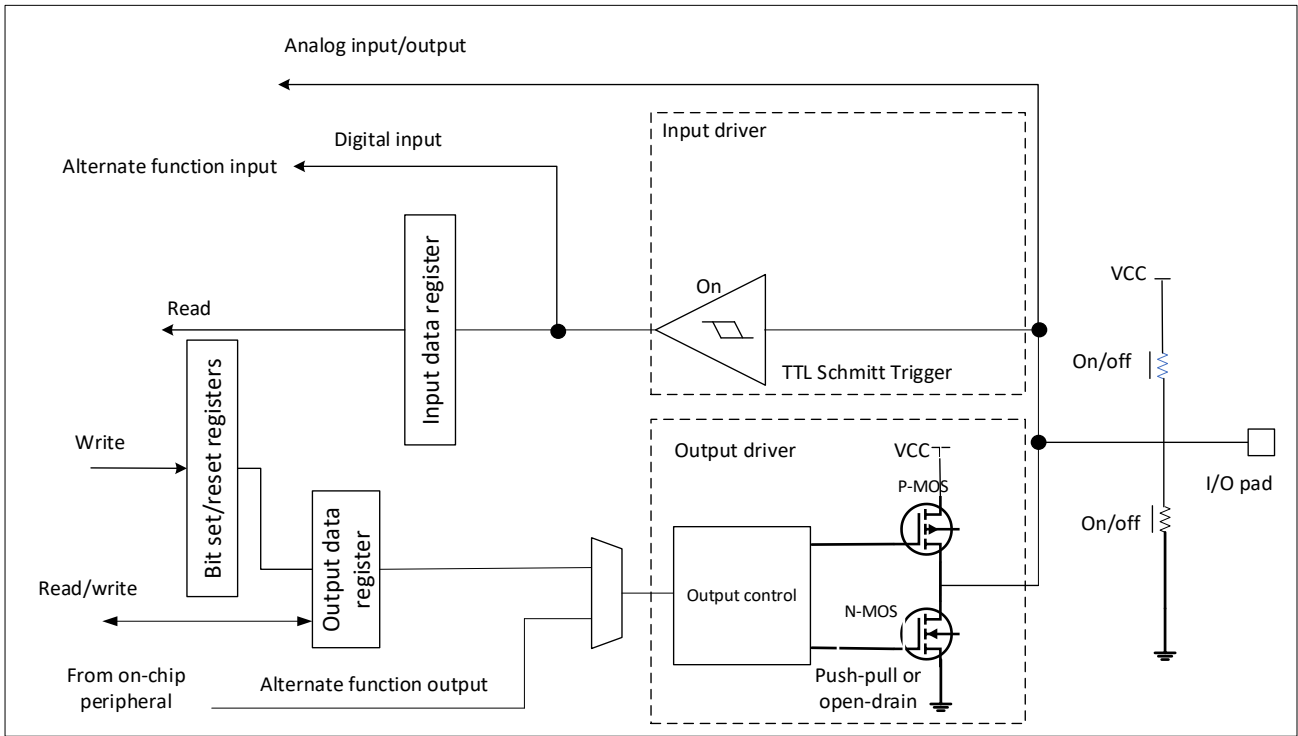 Analog input/output
Input driver
Digital input
Alternate function input
On
VCC
Read
Input data register
TTL Schmitt Trigger
On/off
Bit set/reset registers
Write
Output driver
VCC
I/O pad
P-MOS
On/off
Output data
register
Read/write
Output control
N-MOS
From on-chip
peripheral
Alternate function output
Push-pull or
open-drain